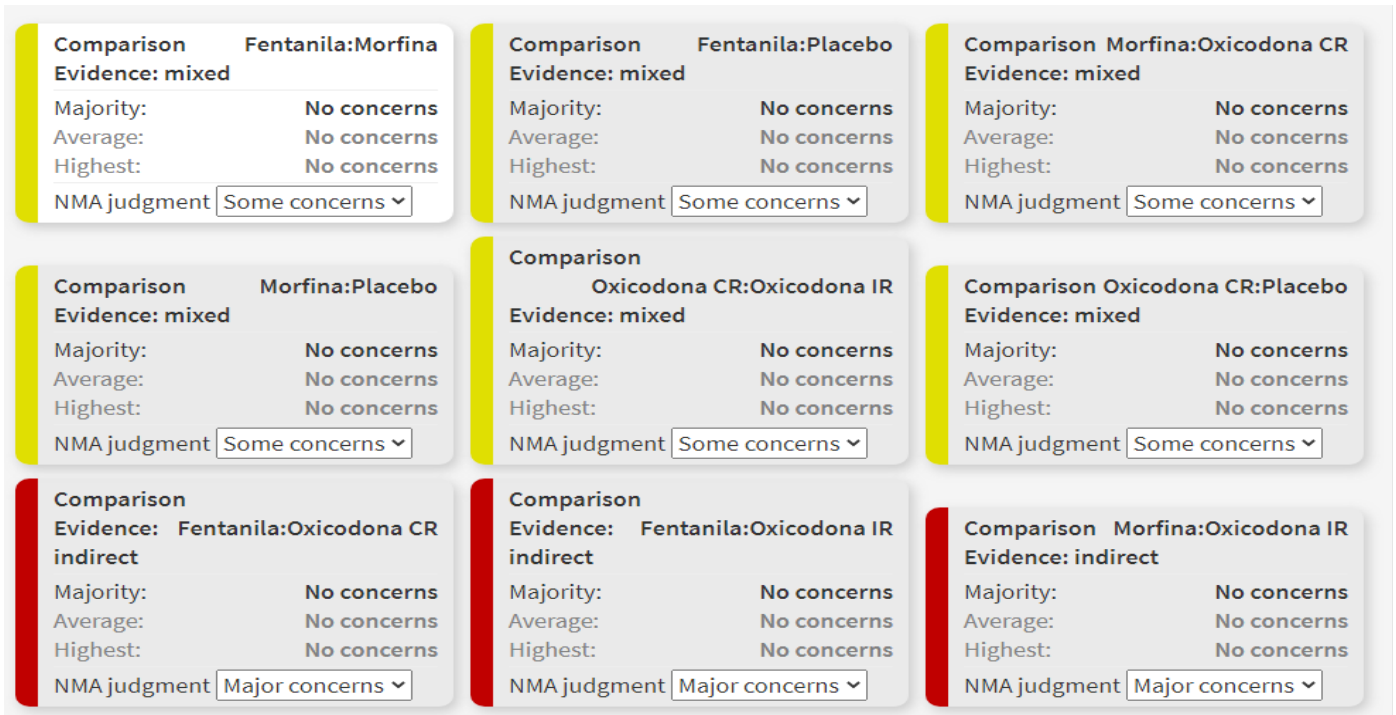 Comparison Fentanila:Morfina
Evidence: mixed
Majority: No concerns
Average: No concerns
Highest: No concerns
NMA judgment Some concerns
Comparison Fentanila:Placebo
Evidence: mixed
Majority: No concerns
Average: No concerns
Highest: No concerns
NMA judgment Some concerns
Comparison Morfina:Oxicodona CR
Evidence: mixed
Majority: No concerns
Average: No concerns
Highest: No concerns
NMA judgment Some concerns
Comparison Morfina:Placebo
Evidence: mixed
Majority: No concerns
Average: No concerns
Highest: No concerns
NMA judgment Some concerns
Comparison
Oxicodona CR:Oxicodona IR
Evidence: mixed
Majority: No concerns
Average: No concerns
Highest: No concerns
NMA judgment Some concerns
Comparison Oxicodona CR:Placebo
Evidence: mixed
Majority: No concerns
Average: No concerns
Highest: No concerns
NMA judgment Some concerns
Comparison
Evidence: Fentanila:Oxicodona CR
indirect
Majority: No concerns
Average: No concerns
Highest: No concerns
NMA judgment Major concerns
Comparison
Evidence: Fentanila:Oxicodona IR
indirect
Majority: No concerns
Average: No concerns
Highest: No concerns
NMA judgment Major concerns
Comparison Morfina:Oxicodona IR
Evidence: indirect
Majority: No concerns
Average: No concerns
Highest: No concerns
NMA judgment Major concerns